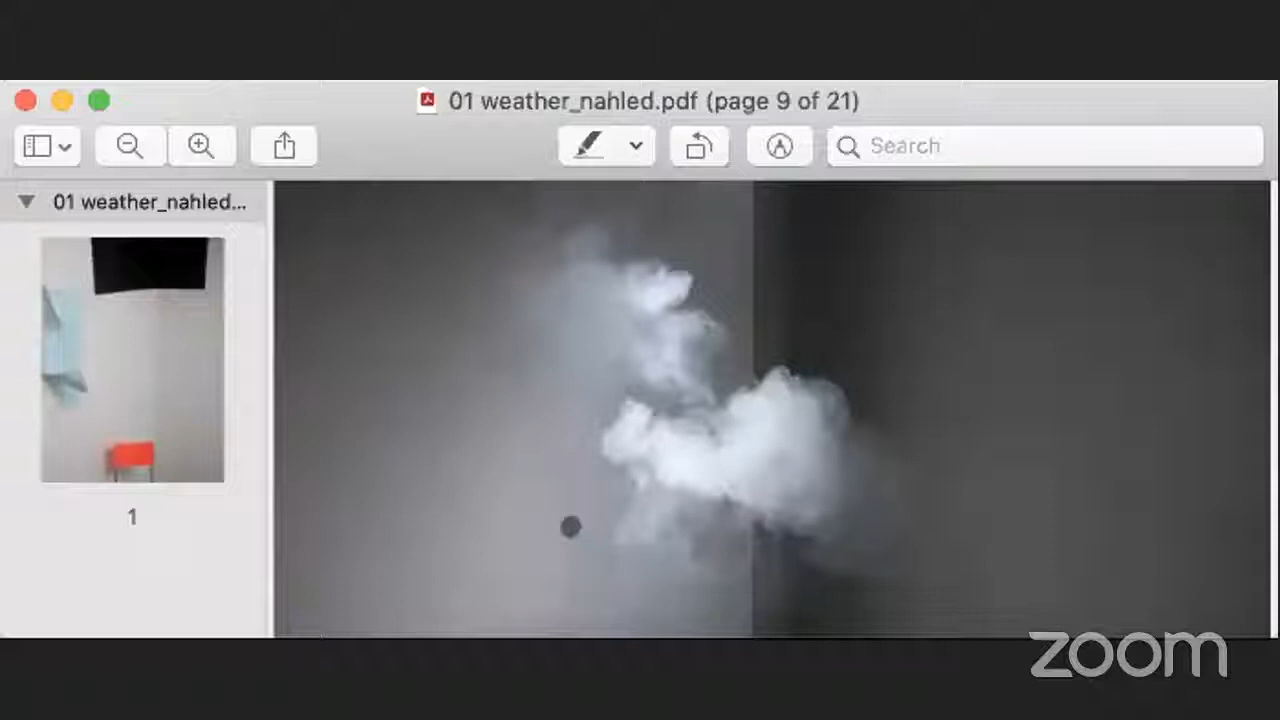 01 weather_nahled.pdf (page 9 of 21)
Search
01 weather_nahled...
1
zoom